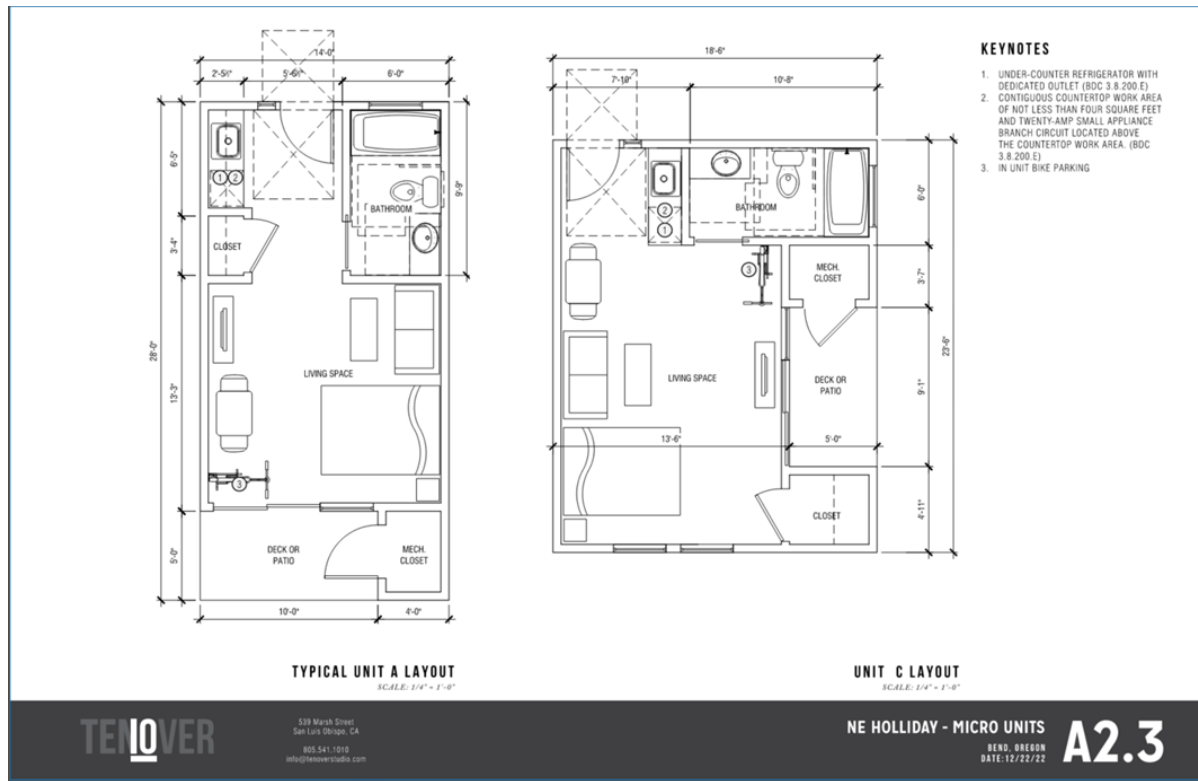 14'-0"
2'-5½"
5'-6½"
6'-0"
6'-5"
3'-4"
13'-3"
5'-0"
28'-0"
9'-9"
1
2
BATHROOM
CLOSET
LIVING SPACE
3
DECK OR
PATIO
MECH.
CLOSET
10'-0"
4'-0"
TYPICAL UNIT A LAYOUT
SCALE: 1/4" = 1'-0"
18'-6"
7'-10"
10'-8"
BATHROOM
2
1
3
MECH.
CLOSET
LIVING SPACE
DECK OR
PATIO
13'-6"
5'-0"
CLOSET
6'-0"
3'-7"
9'-1"
4'-11"
23'-6"
UNIT C LAYOUT
SCALE: 1/4" = 1'-0"
KEYNOTES
1. UNDER-COUNTER REFRIGERATOR WITH
DEDICATED OUTLET (BDC 3.8.200.E)
2. CONTIGUOUS COUNTERTOP WORK AREA
OF NOT LESS THAN FOUR SQUARE FEET
AND TWENTY-AMP SMALL APPLIANCE
BRANCH CIRCUIT LOCATED ABOVE
THE COUNTERTOP WORK AREA. (BDC
3.8.200.E)
3. IN UNIT BIKE PARKING
TENOVER
539 Marsh Street
San Luis Obispo, CA
805.541.1010
info@tenoverstudio.com
NE HOLLIDAY - MICRO UNITS
BEND, OREGON
DATE:12/22/22
A2.3